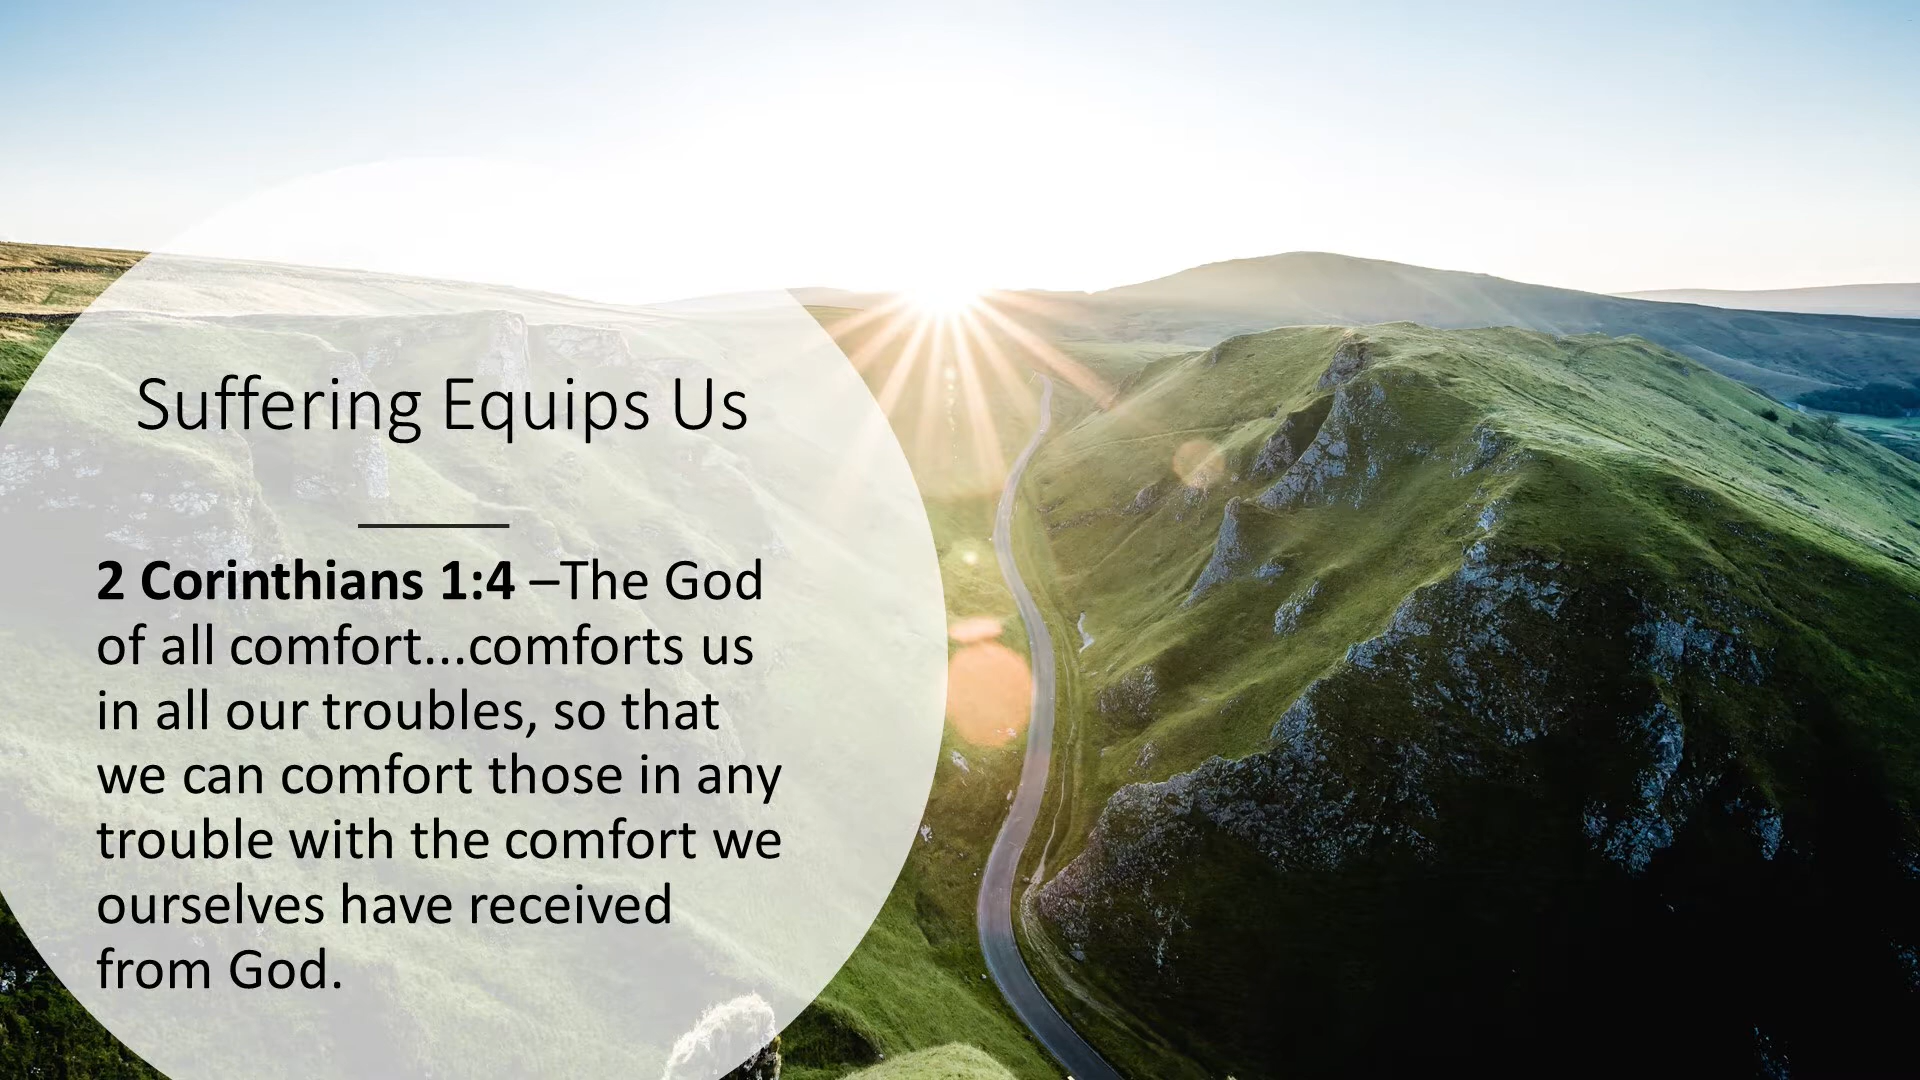 Suffering Equips Us
2 Corinthians 1:4 –The God
of all comfort...comforts us
in all our troubles, so that
we can comfort those in any
trouble with the comfort we
ourselves have received
from God.